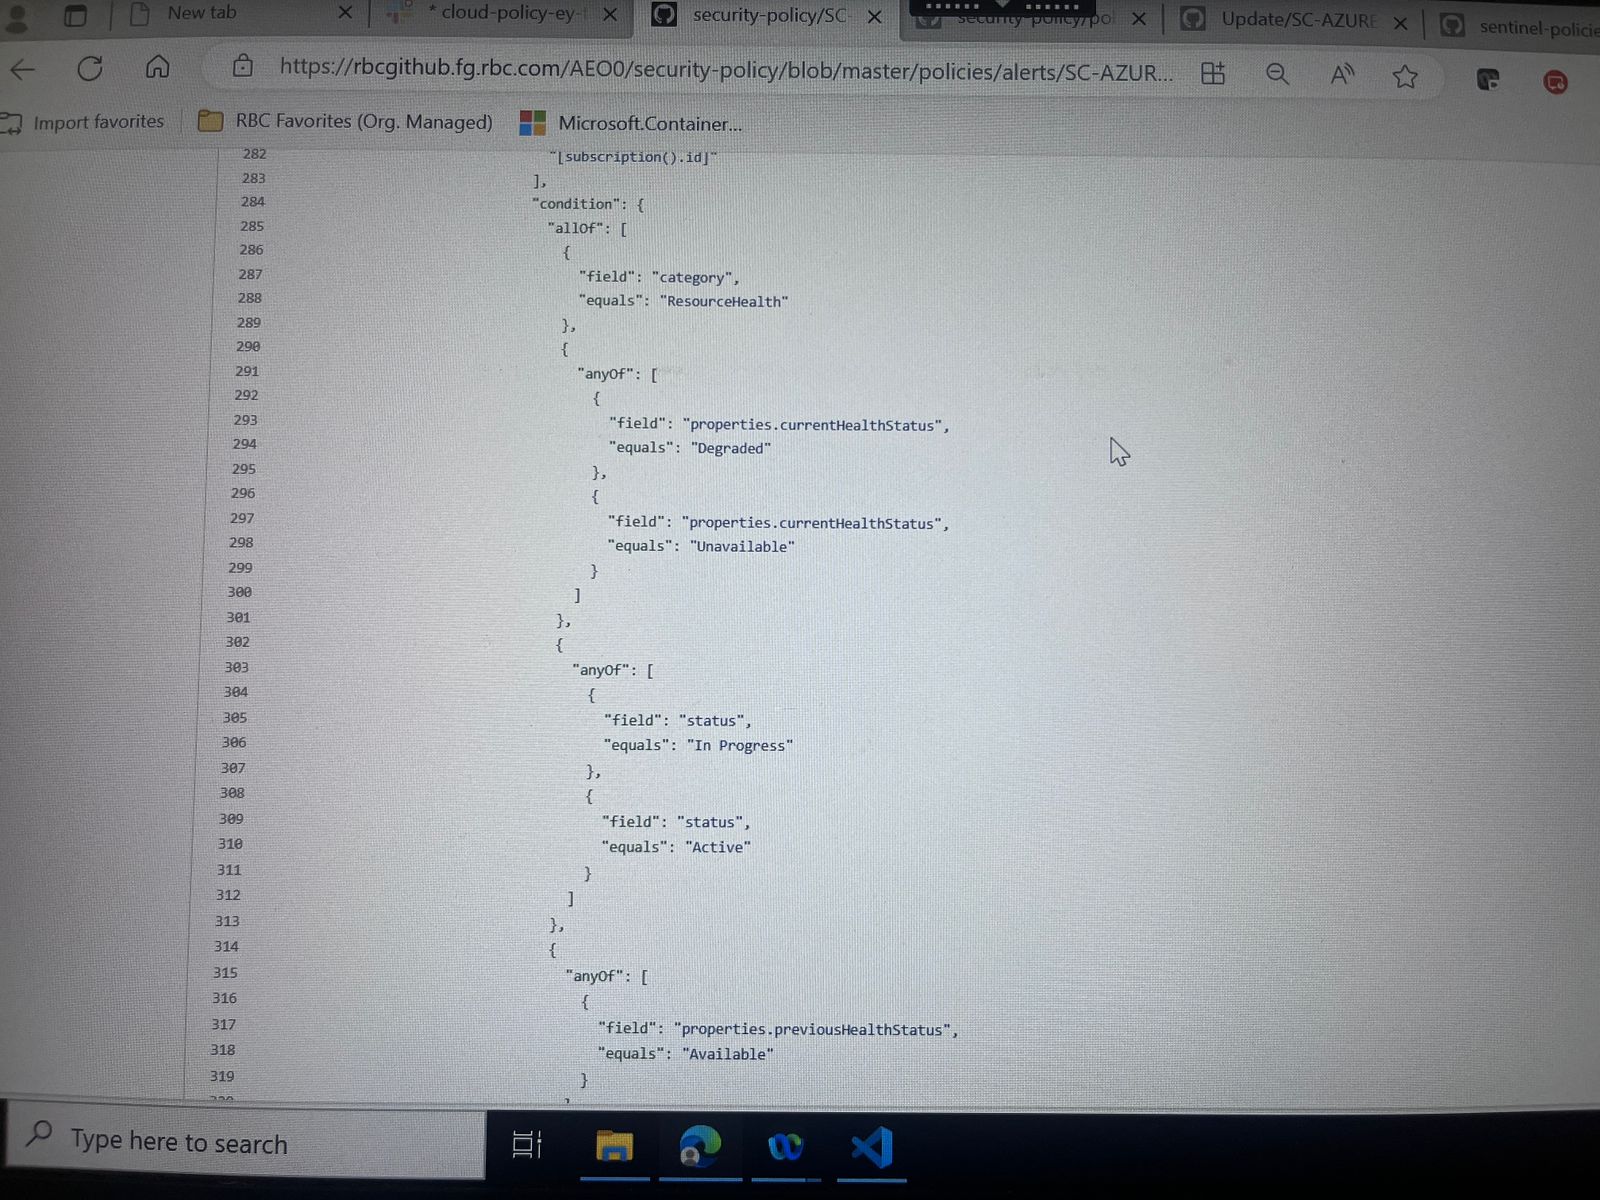 New tab
* cloud-policy-ey-
security-policy/SC-
security-policy/po
Update/SC-AZURE
sentinel-policie
https://rbcgithub.fg.rbc.com/AEO0/security-policy/blob/master/policies/alerts/SC-AZUR...
Import favorites
RBC Favorites (Org. Managed)
Microsoft.Container...
282 "[subscription().id]"
283 ],
284 "condition": {
285 "allOf": [
286 {
287 "field": "category",
288 "equals": "ResourceHealth"
289 },
290 {
291 "anyOf": [
292 {
293 "field": "properties.currentHealthStatus",
294 "equals": "Degraded"
295 },
296 {
297 "field": "properties.currentHealthStatus",
298 "equals": "Unavailable"
299 }
300 ]
301 },
302 {
303 "anyOf": [
304 {
305 "field": "status",
306 "equals": "In Progress"
307 },
308 {
309 "field": "status",
310 "equals": "Active"
311 }
312 ]
313 },
314 {
315 "anyOf": [
316 {
317 "field": "properties.previousHealthStatus",
318 "equals": "Available"
319 }
Type here to search